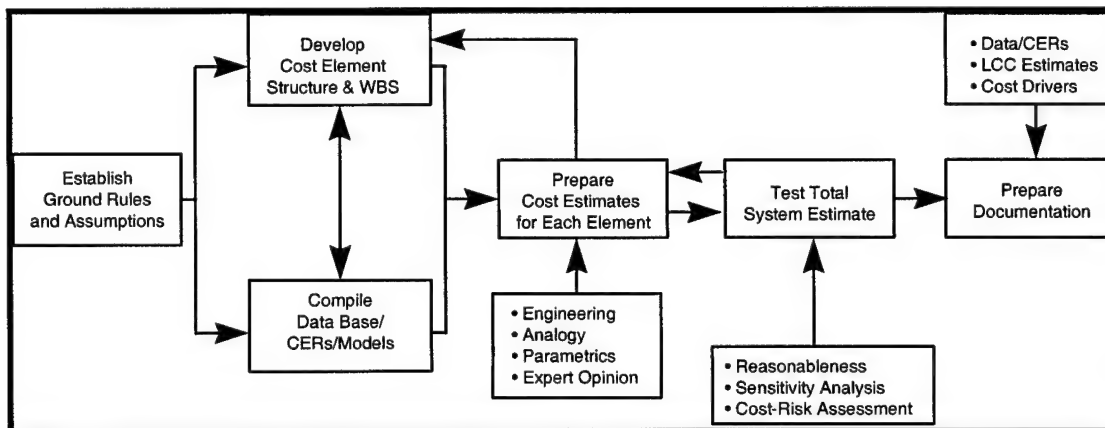 Establish
Ground Rules
and Assumptions
Develop
Cost Element
Structure & WBS
Compile
Data Base/
CERs/Models
Prepare
Cost Estimates
for Each Element
• Engineering
• Analogy
• Parametrics
• Expert Opinion
Test Total
System Estimate
• Reasonableness
• Sensitivity Analysis
• Cost-Risk Assessment
• Data/CERs
• LCC Estimates
• Cost Drivers
Prepare
Documentation